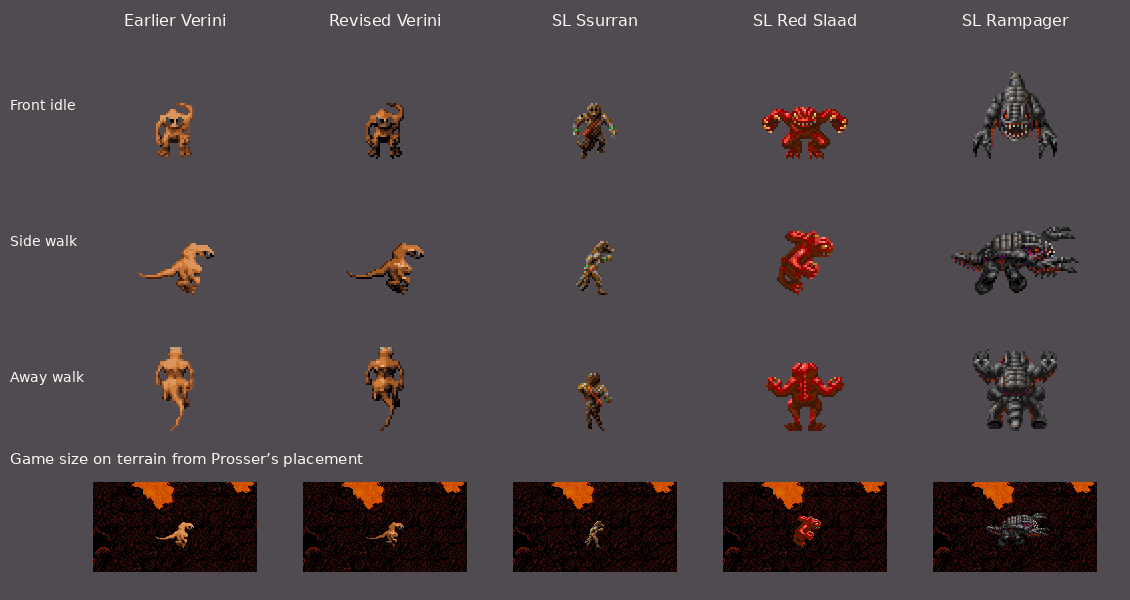 Earlier Verini Revised Verini SL Ssurran SL Red Slaad SL Rampager
Front idle
Side walk
Away walk
Game size on terrain from Prosser’s placement